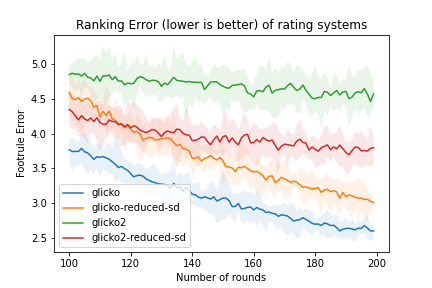 Ranking Error (lower is better) of rating systems
Footrule Error
5.0
4.5
4.0
3.5
3.0
2.5
glicko
glicko-reduced-sd
glicko2
glicko2-reduced-sd
100
120
140
160
180
200
Number of rounds